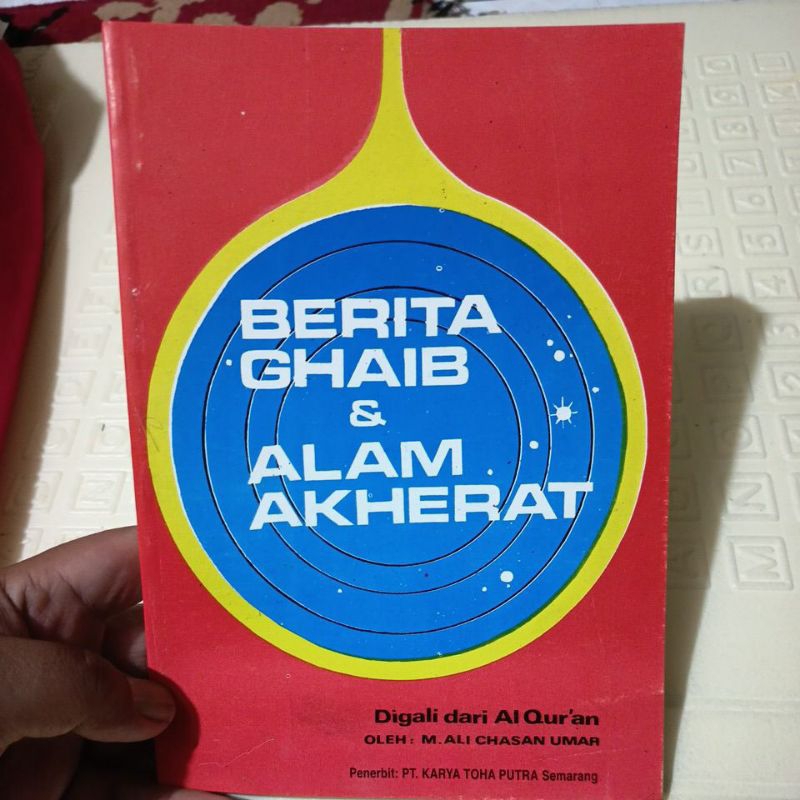 BERITA
GHAIB
&
ALAM
AKHERAT
Digali dari Al Qur'an
OLEH: M. ALI CHASAN UMAR
Penerbit: PT. KARYA TOHA PUTRA Semarang